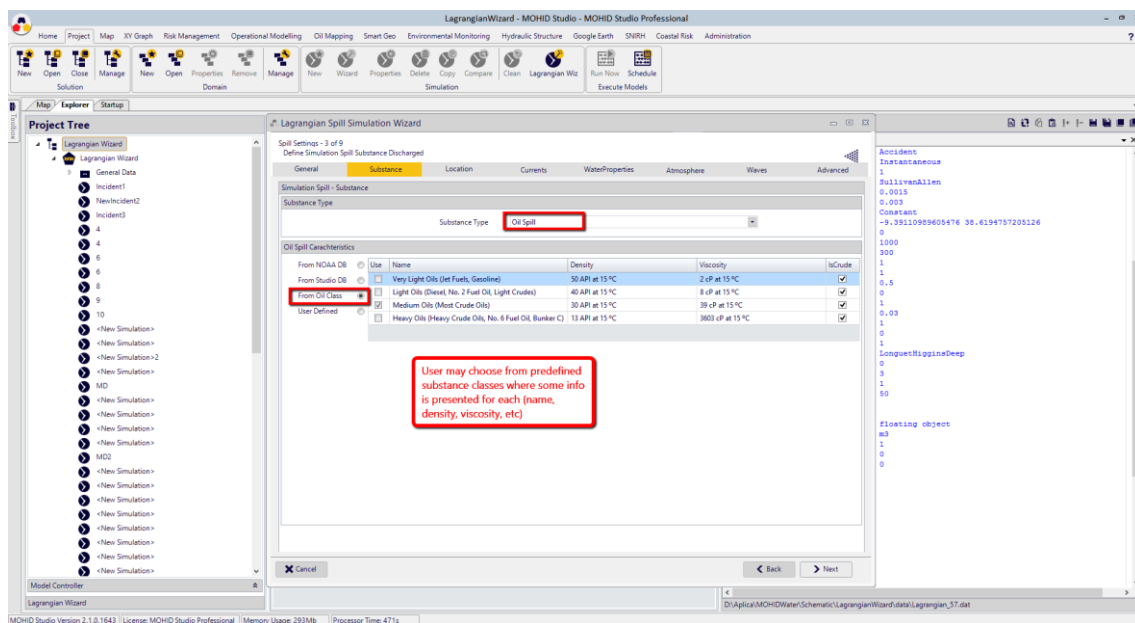 LagrangianWizard - MOHID Studio - MOHID Studio Professional
Home Project Map XY Graph Risk Management Operational Modelling Oil Mapping Smart Geo Environmental Monitoring Hydraulic Structure Google Earth SNIRH Coastal Risk Administration
New Open Close Manage New Open Properties Remove Manage New Wizard Properties Delete Copy Compare Clean Lagrangian Wiz Run Now Schedule
Solution Domain Simulation Execute Models
Toolbox
Map Explorer Startup
Project Tree
Lagrangian Wizard
Lagrangian Wizard
General Data
Incident1
NewIncident2
Incident3
4
4
6
6
8
9
10
<New Simulation>
<New Simulation>
<New Simulation>2
<New Simulation>
MD
<New Simulation>
<New Simulation>
<New Simulation>
<New Simulation>
MD2
<New Simulation>
<New Simulation>
<New Simulation>
<New Simulation>
<New Simulation>
<New Simulation>
<New Simulation>
<New Simulation>
Model Controller
Lagrangian Wizard
Lagrangian Spill Simulation Wizard
Spill Settings - 3 of 9
Define Simulation Spill Substance Discharged
General Substance Location Currents WaterProperties Atmosphere Waves Advanced
Simulation Spill - Substance
Substance Type
Substance Type Oil Spill
Oil Spill Carachteristics
From NOAA DB
From Studio DB
From Oil Class
User Defined
Use Name Density Viscosity IsCrude
Very Light Oils (Jet Fuels, Gasoline) 50 API at 15 ºC 2 cP at 15 ºC
Light Oils (Diesel, No. 2 Fuel Oil, Light Crudes) 40 API at 15 ºC 8 cP at 15 ºC
Medium Oils (Most Crude Oils) 30 API at 15 ºC 39 cP at 15 ºC
Heavy Oils (Heavy Crude Oils, No. 6 Fuel Oil, Bunker C) 13 API at 15 ºC 3603 cP at 15 ºC
User may choose from predefined
substance classes where some info
is presented for each (name,
density, viscosity, etc)
Cancel Back Next
Accident
Instantaneous
1
SullivanAllen
0.0015
0.003
Constant
-9.39110989605476 38.6194757205126
0
1000
300
1
1
0.5
0
1
0.03
1
0
1
LonguetHigginsDeep
0
3
1
50
floating object
m3
1
0
0
D:\Aplica\MOHIDWater\Schematic\LagrangianWizard\data\Lagrangian_57.dat
MOHID Studio Version 2.1.0.1643 License: MOHID Studio Professional Memory Usage: 293Mb Processor Time: 471s